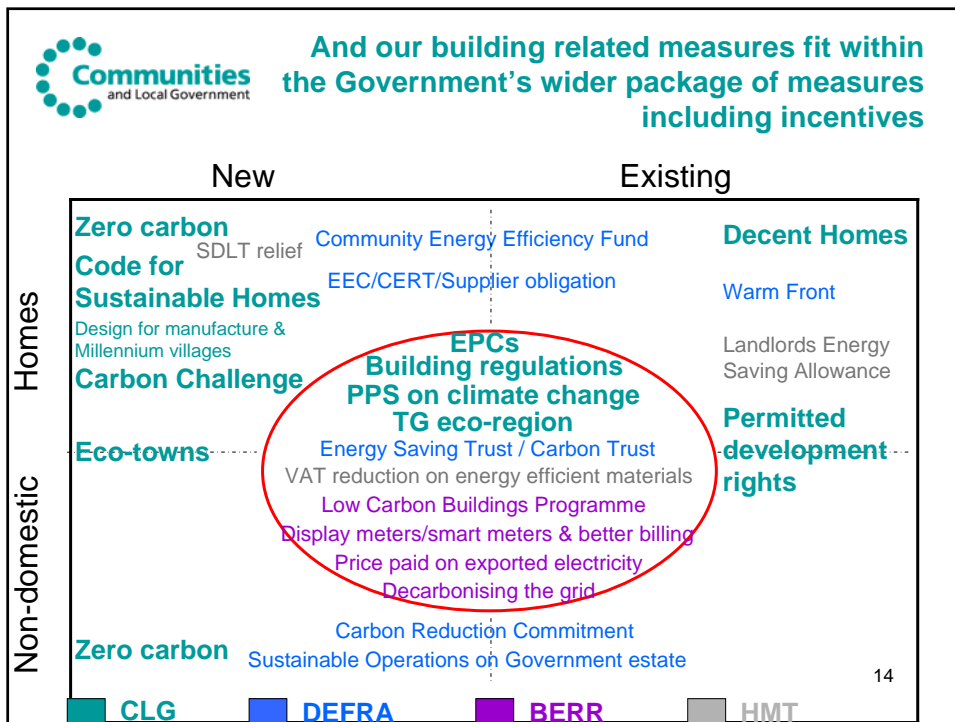 Communities
and Local Government
And our building related measures fit within
the Government's wider package of measures
including incentives
New
Existing
Homes
Non-domestic
Zero carbon
SDLT relief
Code for
Sustainable Homes
Design for manufacture &
Millennium villages
Carbon Challenge
Eco-towns
Community Energy Efficiency Fund
EEC/CERT/Supplier obligation
Decent Homes
Warm Front
Landlords Energy
Saving Allowance
Permitted
development
rights
EPCs
Building regulations
PPS on climate change
TG eco-region
Energy Saving Trust / Carbon Trust
VAT reduction on energy efficient materials
Low Carbon Buildings Programme
Display meters/smart meters & better billing
Price paid on exported electricity
Decarbonising the grid
Zero carbon
Carbon Reduction Commitment
Sustainable Operations on Government estate
14
CLG
DEFRA
BERR
HMT